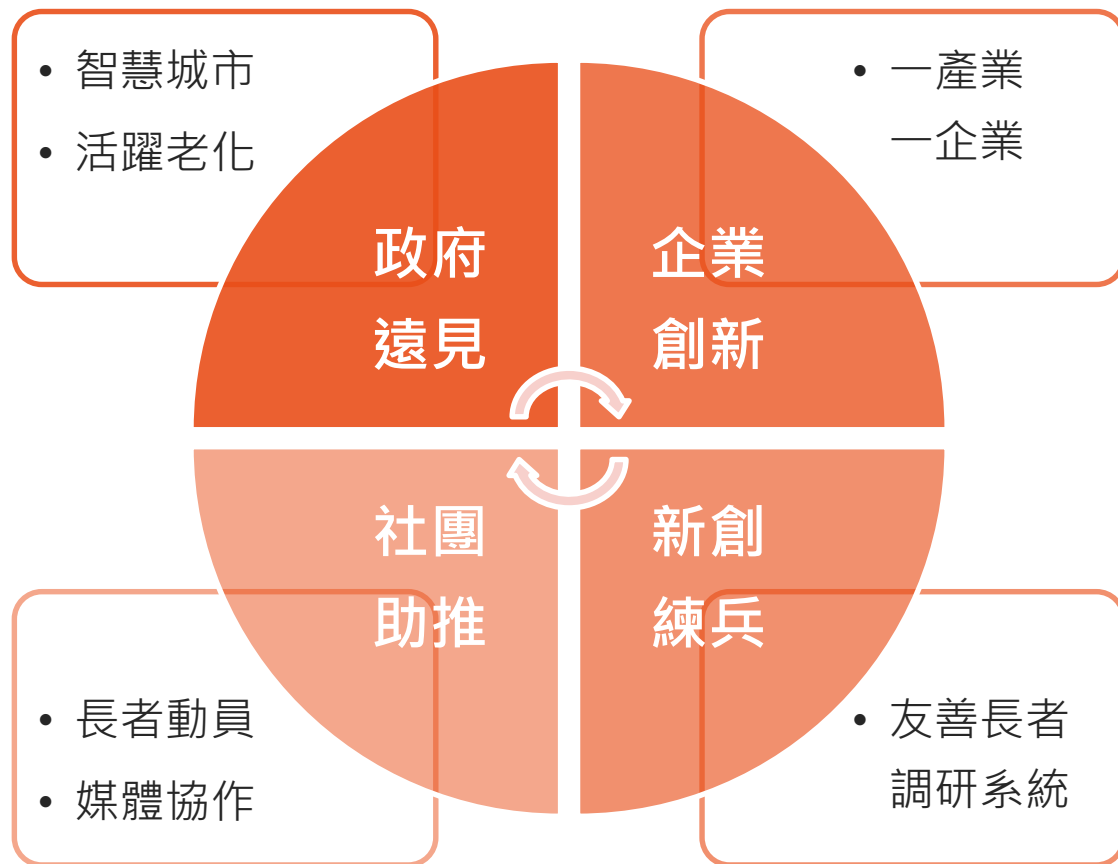 • 智慧城市
• 活躍老化
政府
遠見
• 一產業
一企業
企業
創新
社團
助推
• 長者動員
• 媒體協作
新創
練兵
• 友善長者
調研系統